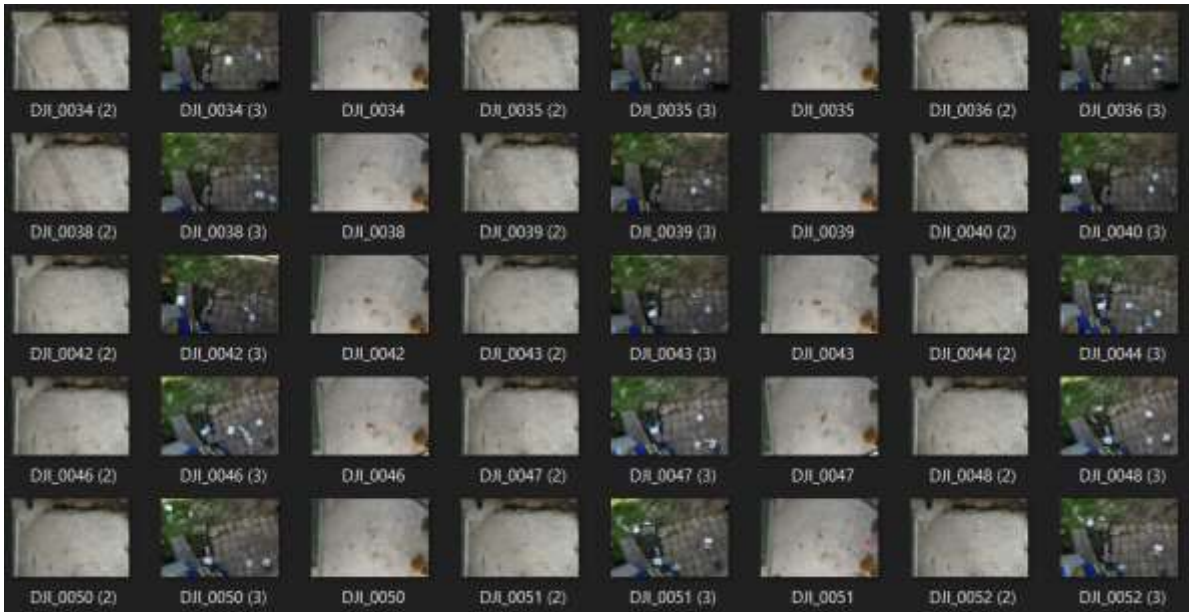 DJI_0034 (2) DJI_0034 (3) DJI_0034 DJI_0035 (2) DJI_0035 (3) DJI_0035 DJI_0036 (2) DJI_0036 (3)
DJI_0038 (2) DJI_0038 (3) DJI_0038 DJI_0039 (2) DJI_0039 (3) DJI_0039 DJI_0040 (2) DJI_0040 (3)
DJI_0042 (2) DJI_0042 (3) DJI_0042 DJI_0043 (2) DJI_0043 (3) DJI_0043 DJI_0044 (2) DJI_0044 (3)
DJI_0046 (2) DJI_0046 (3) DJI_0046 DJI_0047 (2) DJI_0047 (3) DJI_0047 DJI_0048 (2) DJI_0048 (3)
DJI_0050 (2) DJI_0050 (3) DJI_0050 DJI_0051 (2) DJI_0051 (3) DJI_0051 DJI_0052 (2) DJI_0052 (3)